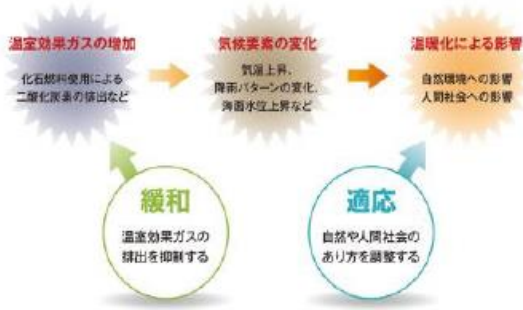 温室効果ガスの増加
化石燃料使用による
二酸化炭素の排出など
気候要素の変化
気温上昇、
降雨パターンの変化、
海面水位上昇など
温暖化による影響
自然環境への影響
人間社会への影響
緩和
温室効果ガスの
排出を抑制する
適応
自然や人間社会の
あり方を調整する